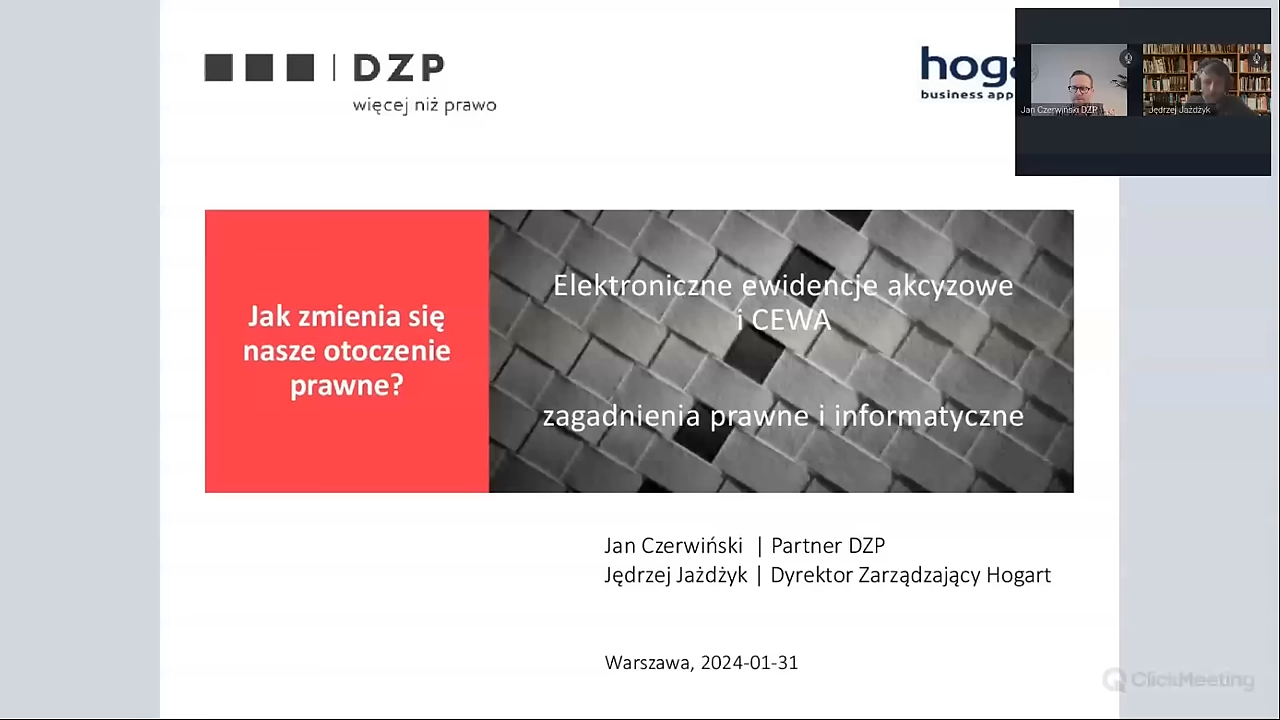 DZP
więcej niż prawo
hoga
business app
Jan Czerwiński DZP
Jędrzej Jażdżyk
Jak zmienia się
nasze otoczenie
prawne?
Elektroniczne ewidencje akcyzowe
i CEWA
zagadnienia prawne i informatyczne
Jan Czerwiński | Partner DZP
Jędrzej Jażdżyk | Dyrektor Zarządzający Hogart
Warszawa, 2024-01-31
ClickMeeting